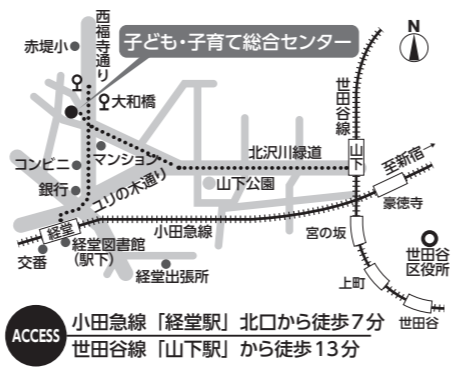 西福寺通り
赤堤小
子ども・子育て総合センター
N
大和橋
世田谷線
コンビニ
マンション
北沢川緑道
山下
至新宿
銀行
ユリの木通り
山下公園
豪徳寺
経堂
小田急線
宮の坂
交番
経堂図書館
(駅下)
世田谷
区役所
経堂出張所
上町
世田谷
ACCESS
小田急線「経堂駅」北口から徒歩7分
世田谷線「山下駅」から徒歩13分